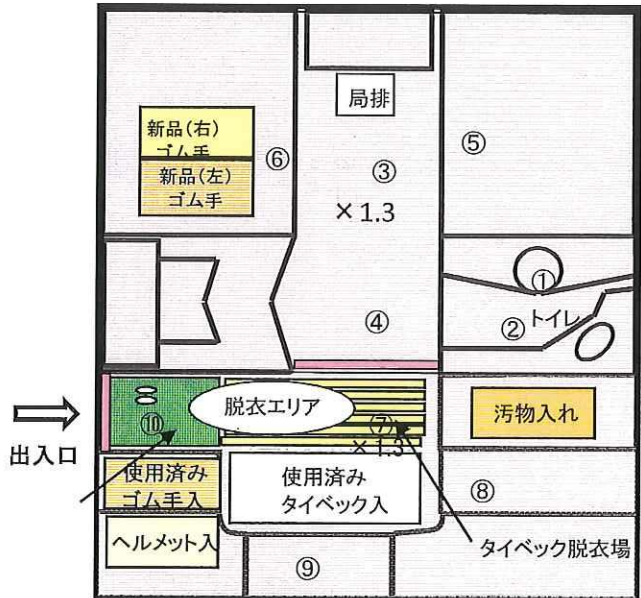 局排
新品(右)
ゴム手
新品(左)
ゴム手
⑥
③
⑤
×1.3
①
④
②
トイレ
出入口
⑩
脱衣エリア
⑦
×1.3
汚物入れ
使用済み
ゴム手入
使用済み
タイベック入
⑧
ヘルメット入
⑨
タイベック脱衣場